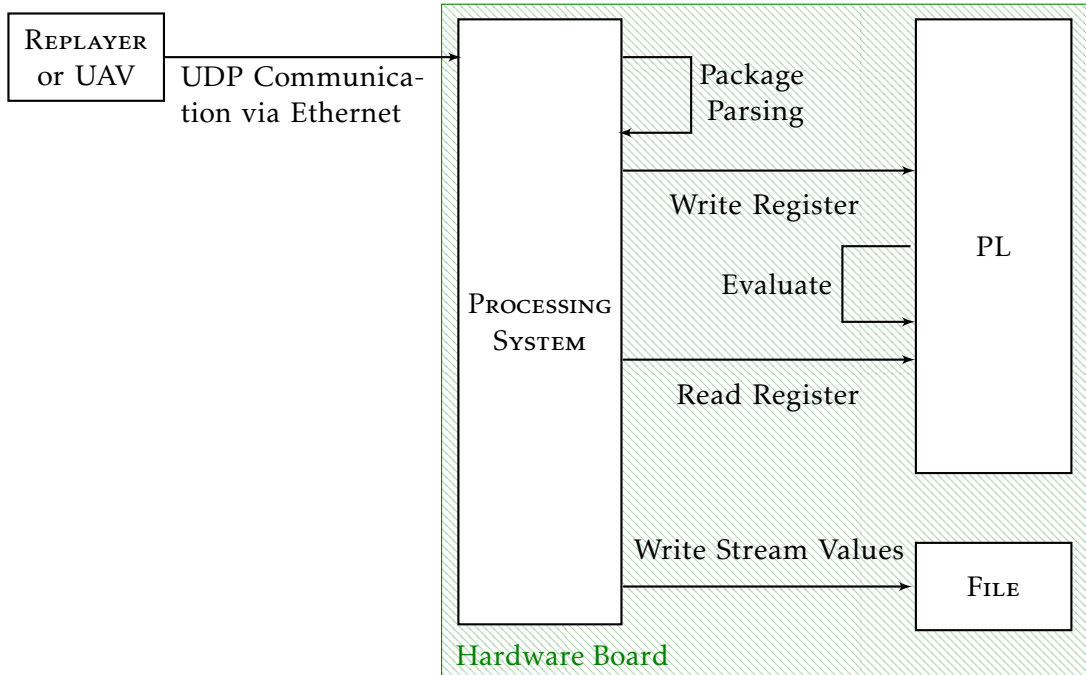 Replayer
or UAV
UDP Communica-
tion via Ethernet
Package
Parsing
Write Register
PL
Evaluate
Processing
System
Read Register
Write Stream Values
File
Hardware Board